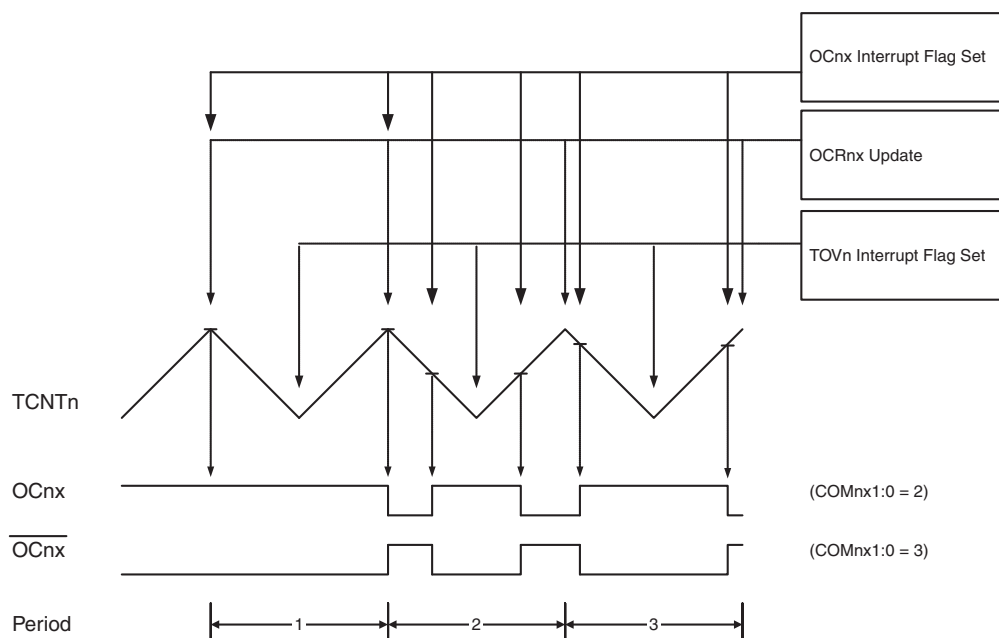 OCnx Interrupt Flag Set
OCRnx Update
TOVn Interrupt Flag Set
TCNTn
OCnx
(COMnx1:0 = 2)
OCnx
(COMnx1:0 = 3)
Period
1
2
3